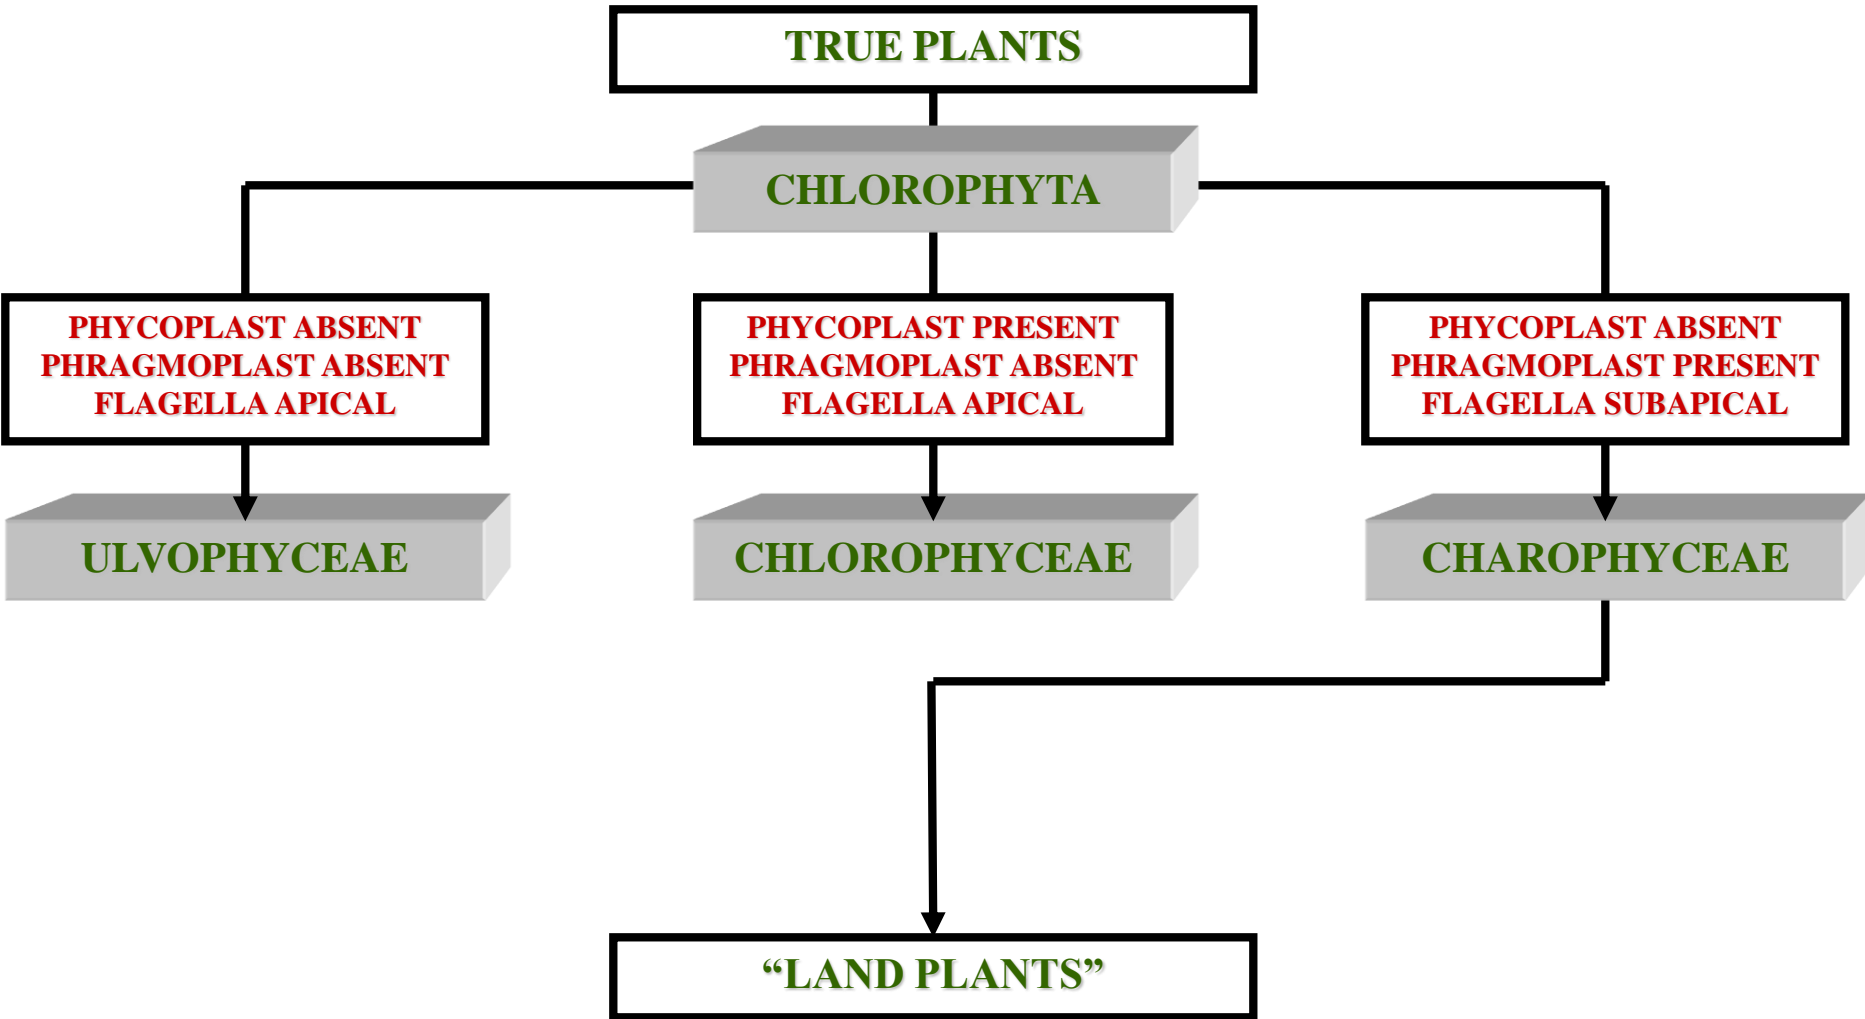 TRUE PLANTS
CHLOROPHYTA
PHYCOPLAST ABSENT
PHRAGMOPLAST ABSENT
FLAGELLA APICAL
PHYCOPLAST PRESENT
PHRAGMOPLAST ABSENT
FLAGELLA APICAL
PHYCOPLAST ABSENT
PHRAGMOPLAST PRESENT
FLAGELLA SUBAPICAL
ULVOPHYCEAE
CHLOROPHYCEAE
CHAROPHYCEAE
“LAND PLANTS”